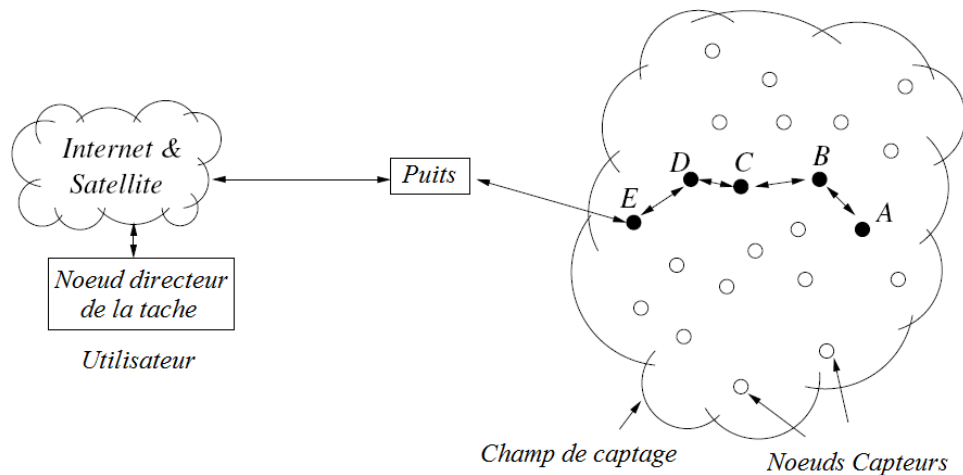 Internet &
Satellite
Puits
E
D
C
B
A
Noeud directeur
de la tache
Utilisateur
Champ de captage
Noeuds Capteurs